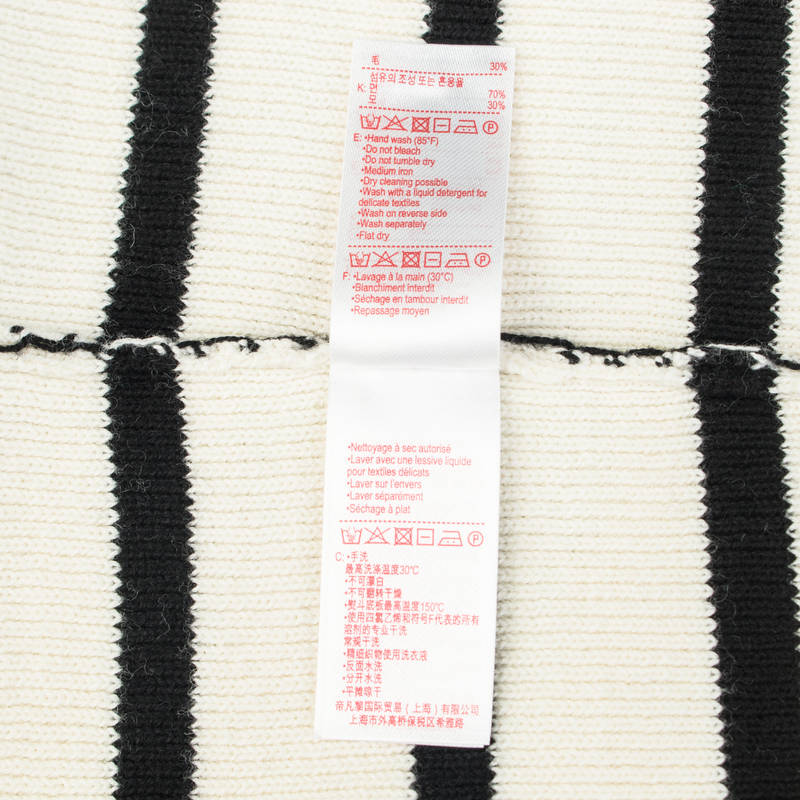 毛 30%
섬유의 조성 또는 혼용율
K: 면 70%
모 30%
P
E: •Hand wash (85°F)
•Do not bleach
•Do not tumble dry
•Medium iron
•Dry cleaning possible
•Wash with a liquid detergent for
delicate textiles
•Wash on reverse side
•Wash separately
•Flat dry
P
F: •Lavage à la main (30°C)
•Blanchiment interdit
•Séchage en tambour interdit
•Repassage moyen
•Nettoyage à sec autorisé
•Laver avec une lessive liquide
pour textiles délicats
•Laver sur l'envers
•Laver séparément
•Séchage à plat
P
C: •手洗
最高洗涤温度30°C
•不可漂白
•不可翻转干燥
•熨斗底板最高温度150°C
•使用四氯乙烯和符号F代表的所有
溶剂的专业干洗
常规干洗
•精细织物使用洗衣液
•反面水洗
•分开水洗
•平摊晾干
帝凡黎国际贸易（上海）有限公司
上海市外高桥保税区希雅路